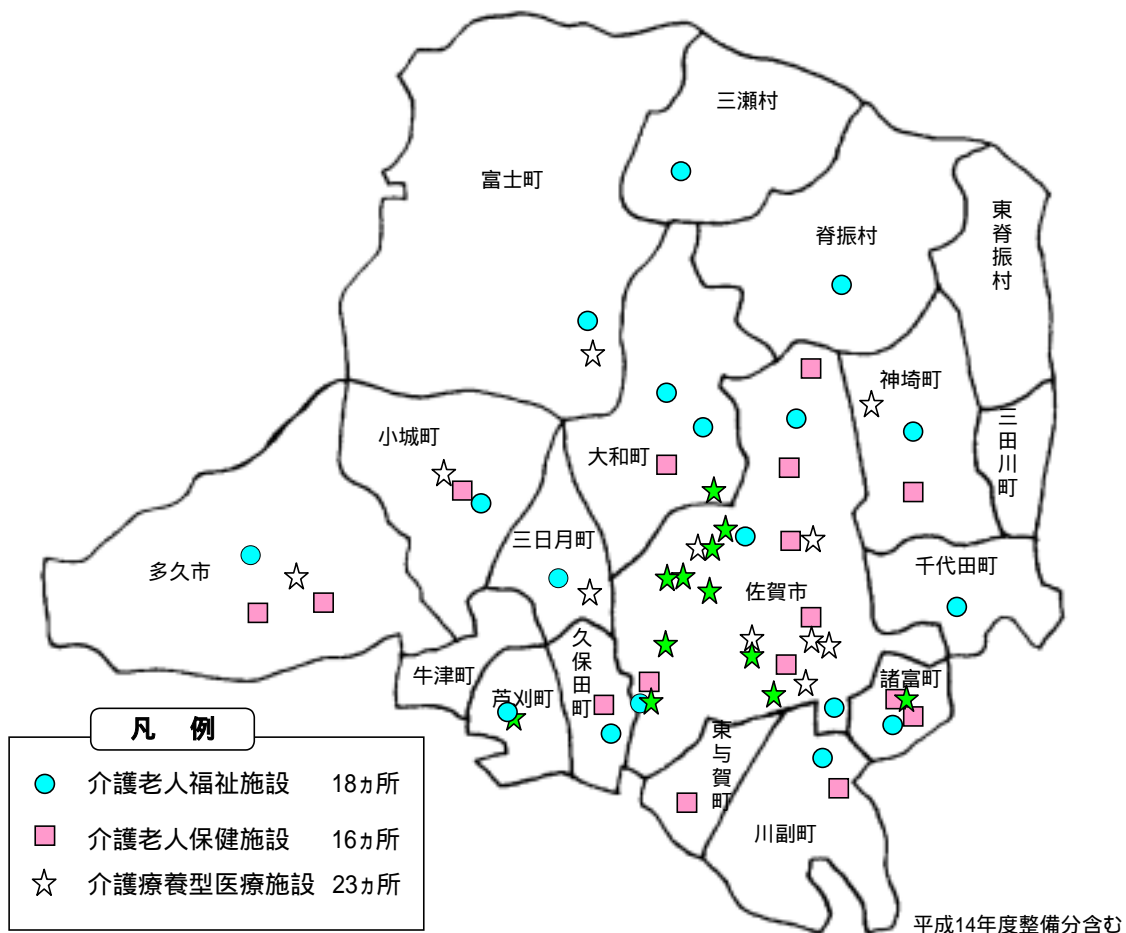 三瀬村
富士町
東脊振村
脊振村
神埼町
三田川町
小城町
大和町
三日月町
千代田町
多久市
佐賀市
久保田町
牛津町
芦刈町
諸富町
東与賀町
川副町
凡 例
介護老人福祉施設 18ヵ所
介護老人保健施設 16ヵ所
介護療養型医療施設 23ヵ所
平成14年度整備分含む